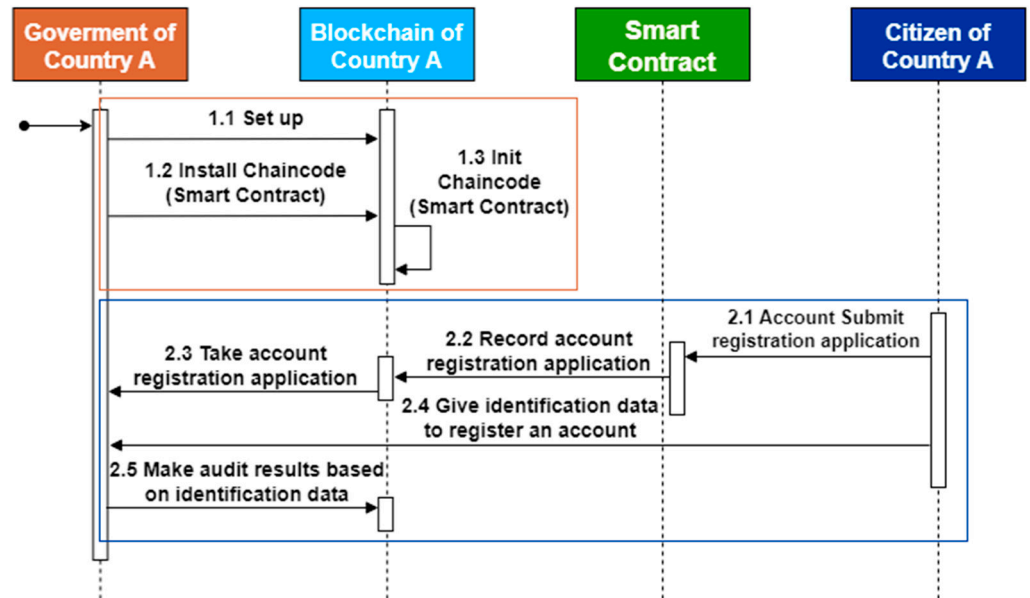 Goverment of
Country A
Blockchain of
Country A
Smart
Contract
Citizen of
Country A
1.1 Set up
1.2 Install Chaincode
(Smart Contract)
1.3 Init
Chaincode
(Smart Contract)
2.1 Account Submit
registration application
2.2 Record account
registration application
2.3 Take account
registration application
2.4 Give identification data
to register an account
2.5 Make audit results based
on identification data